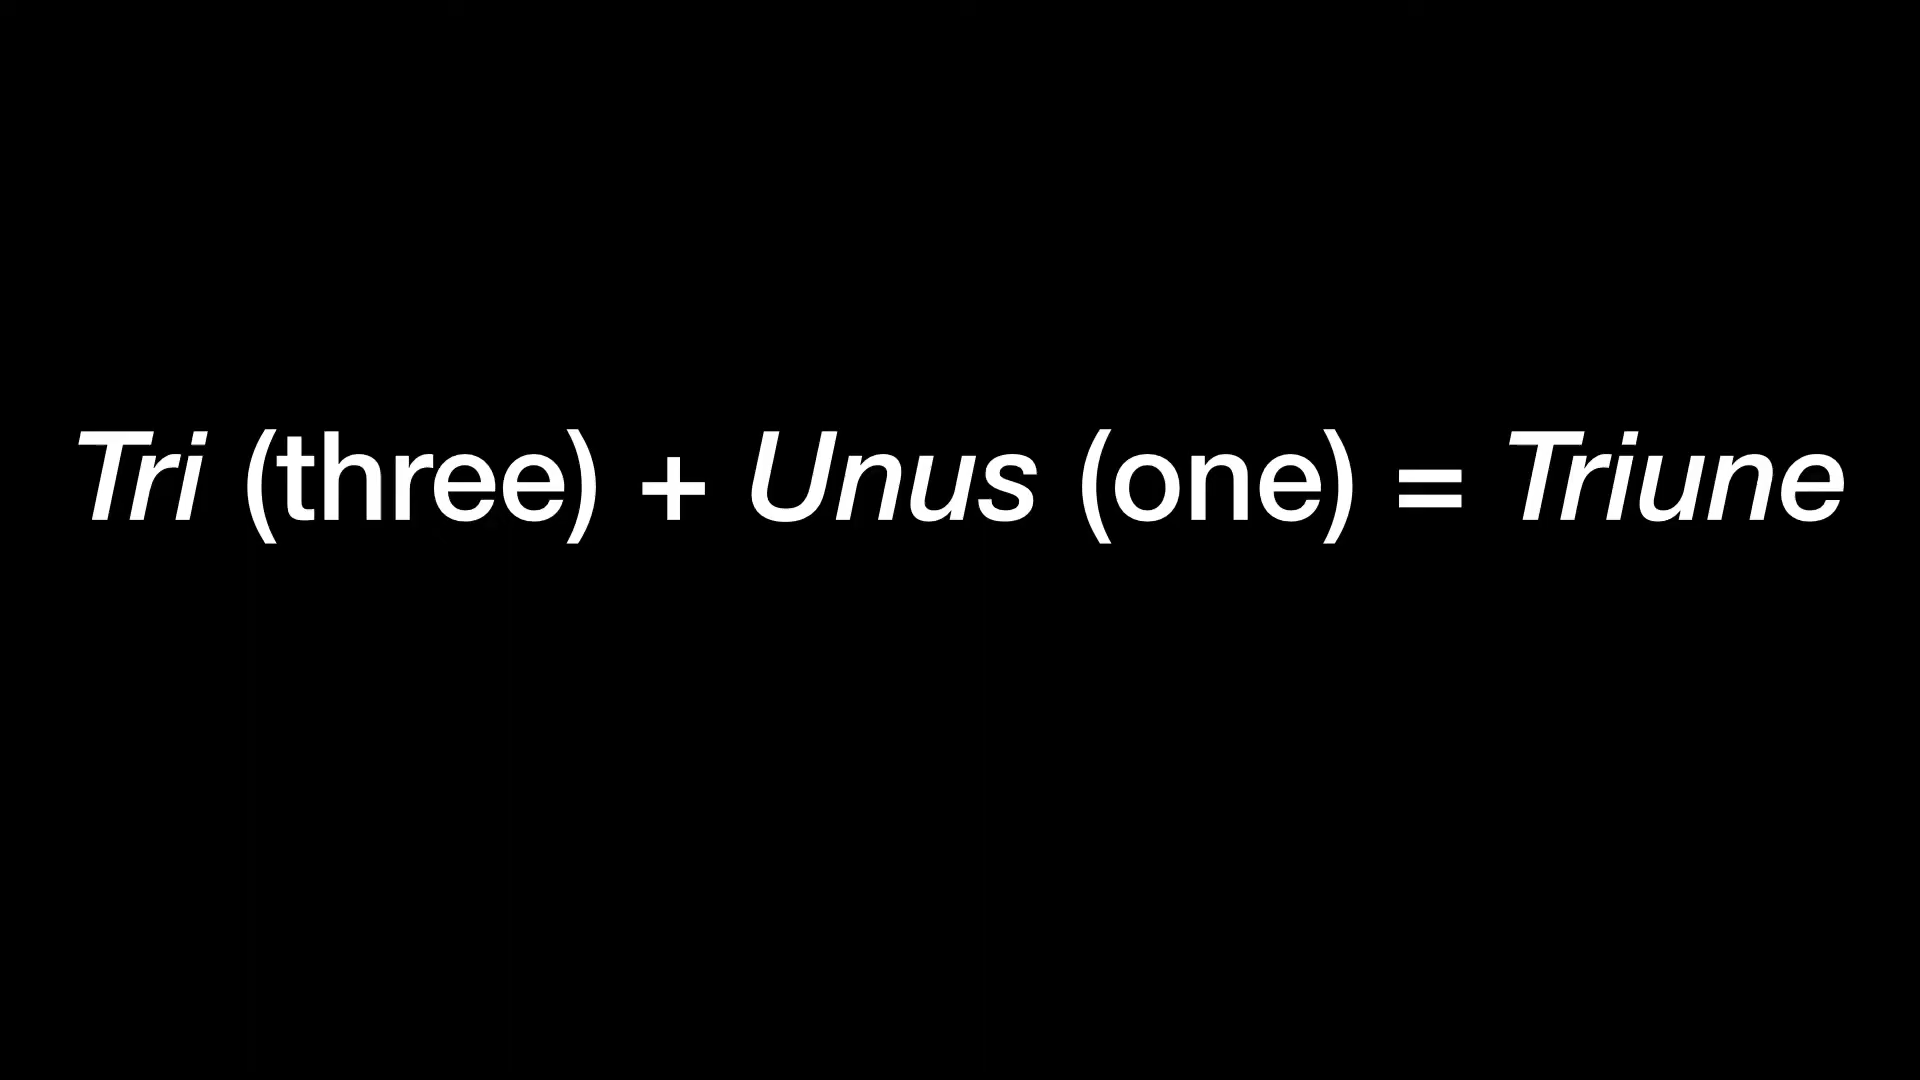 Tri (three) + Unus (one) = Triune